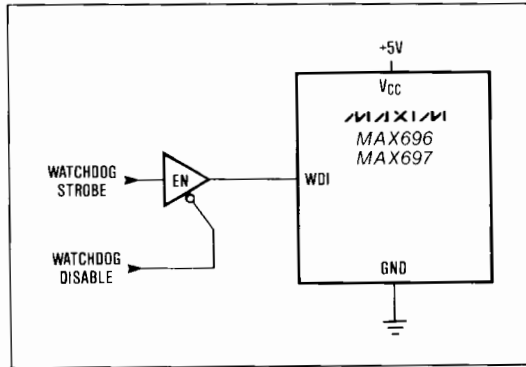 +5V
VCC
MAXIM
MAX696
MAX697
WATCHDOG
STROBE
EN
WDI
WATCHDOG
DISABLE
GND